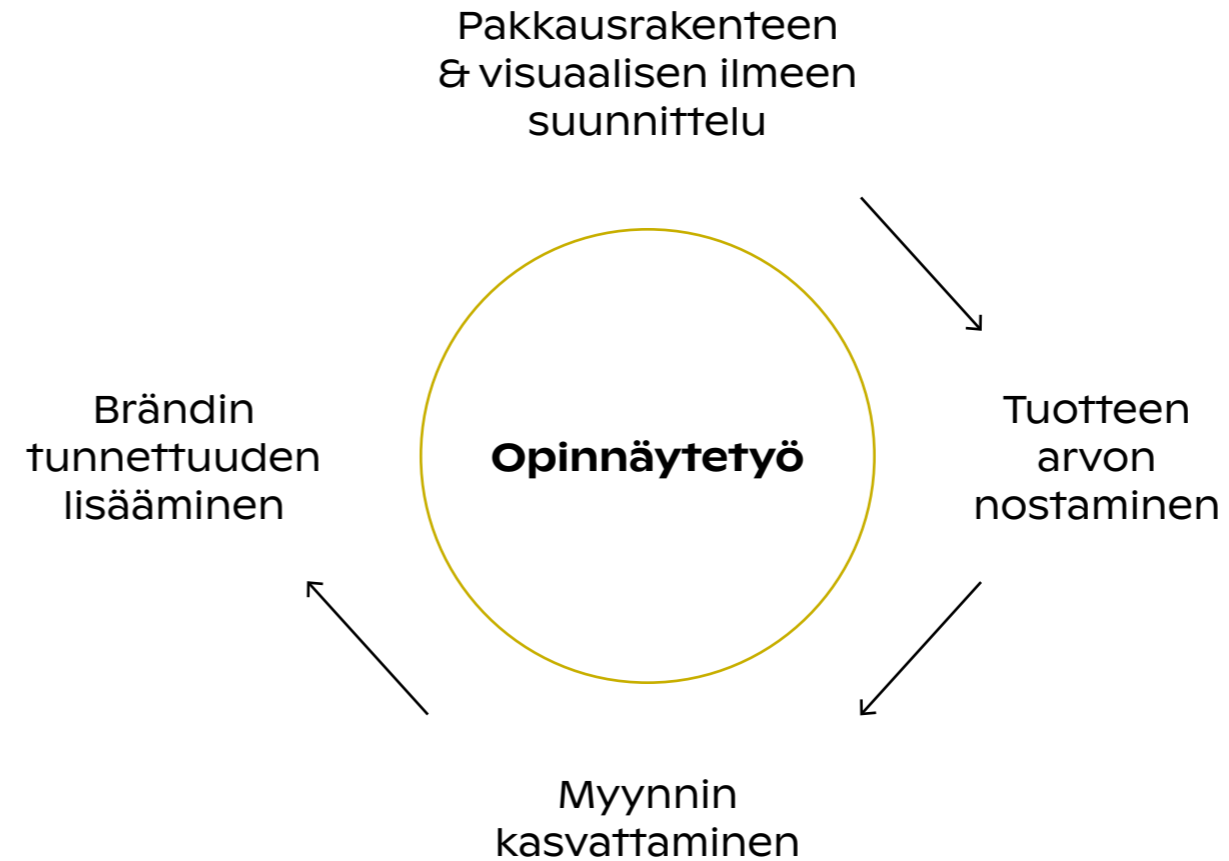 Pakkausrakenteen
& visuaalisen ilmeen
suunnittelu
Brändin
tunnettuuden
lisääminen
Opinnäytetyö
Tuotteen
arvon
nostaminen
Myynnin
kasvattaminen